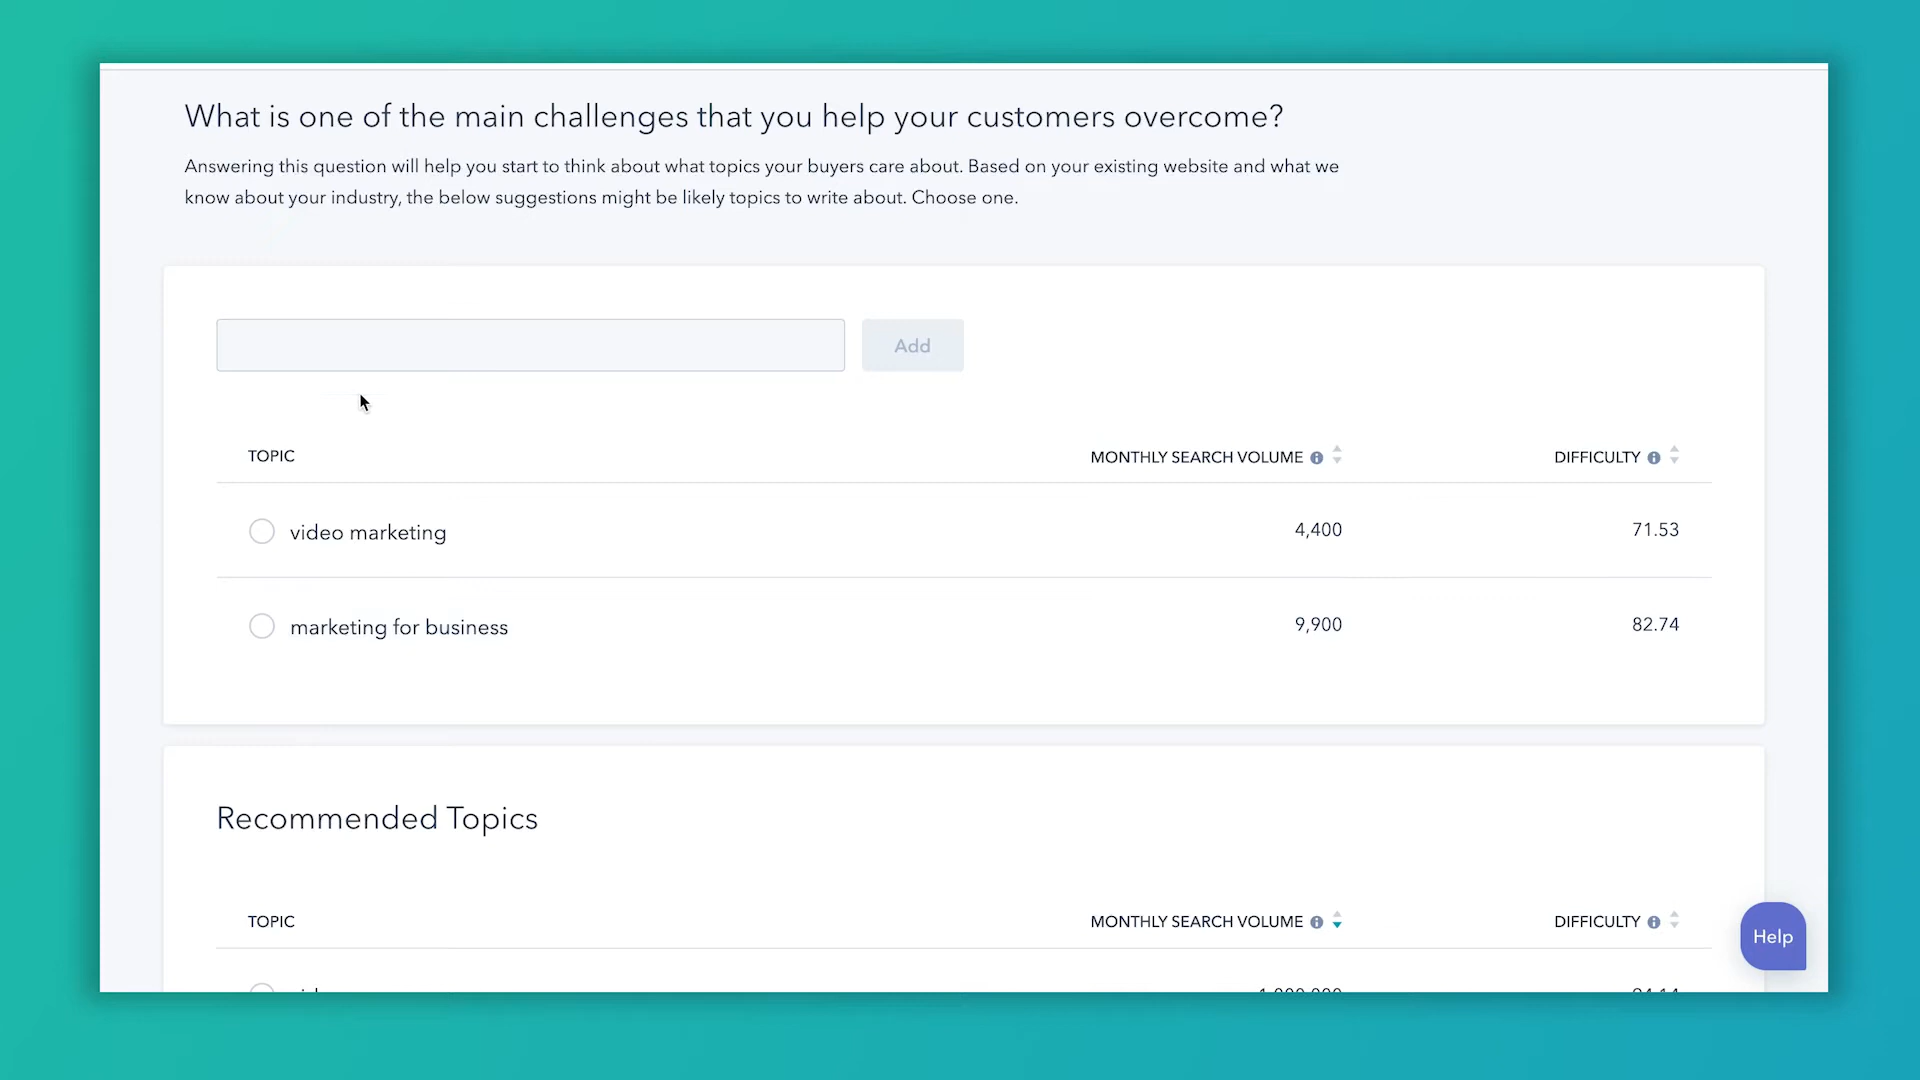 What is one of the main challenges that you help your customers overcome?
Answering this question will help you start to think about what topics your buyers care about. Based on your existing website and what we
know about your industry, the below suggestions might be likely topics to write about. Choose one.
Add
TOPIC MONTHLY SEARCH VOLUME DIFFICULTY
video marketing 4,400 71.53
marketing for business 9,900 82.74
Recommended Topics
TOPIC MONTHLY SEARCH VOLUME DIFFICULTY
Help